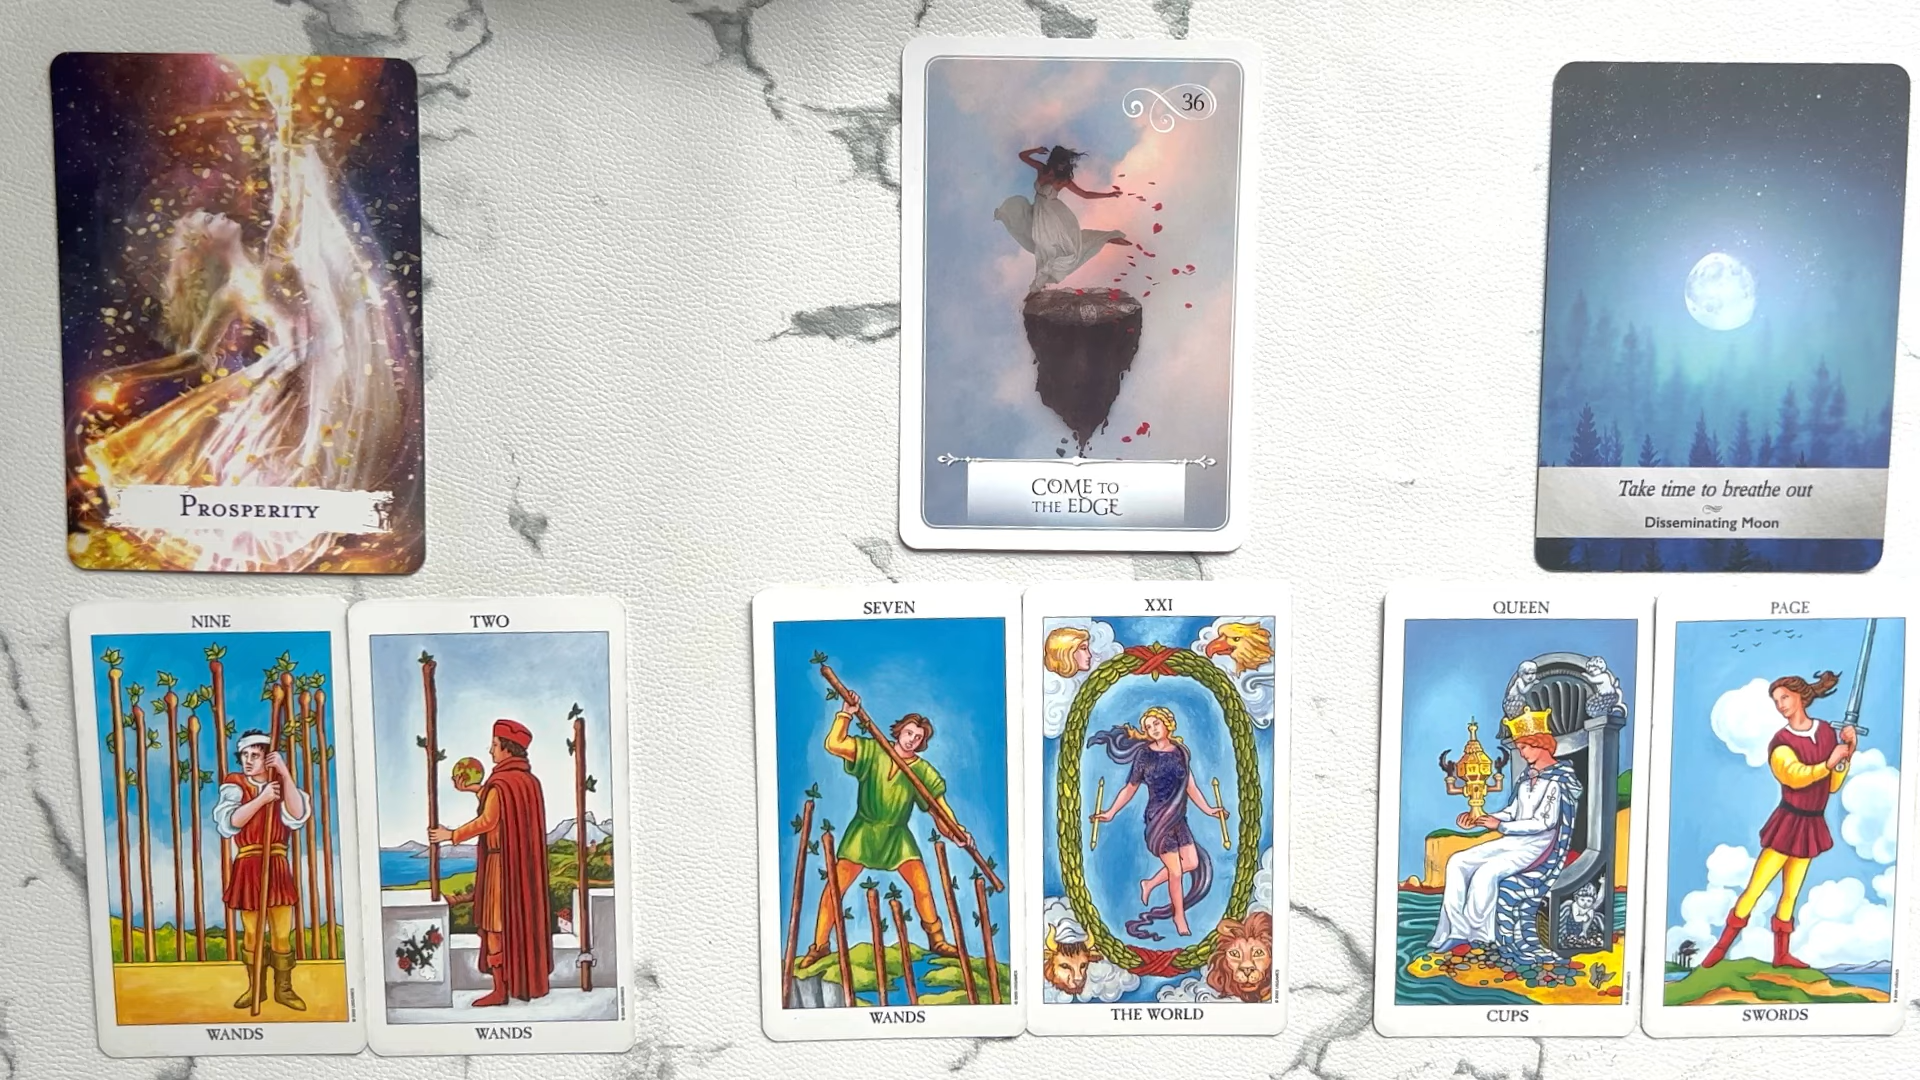 PROSPERITY
36
COME TO
THE EDGE
Take time to breathe out
Disseminating Moon
NINE
WANDS
TWO
WANDS
SEVEN
WANDS
XXI
THE WORLD
QUEEN
CUPS
PAGE
SWORDS